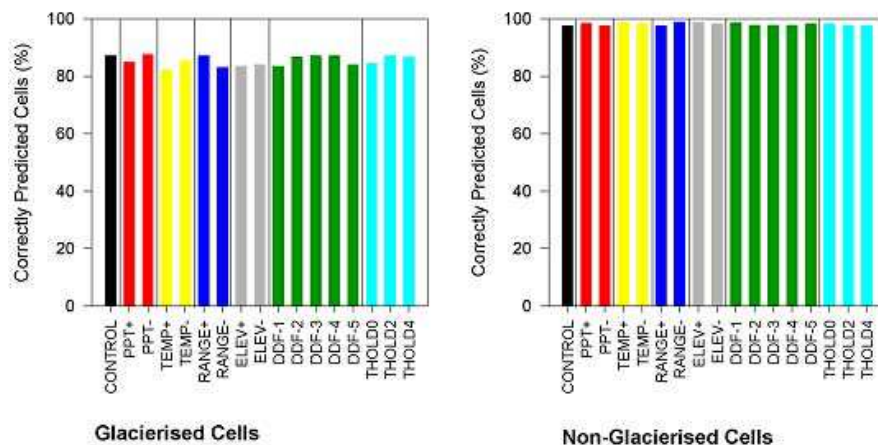 100
80
60
40
20
0
Correctly Predicted Cells (%)
CONTROL
PPT+
PPT-
TEMP+
TEMP-
RANGE+
RANGE-
ELEV+
ELEV-
DDF-1
DDF-2
DDF-3
DDF-4
DDF-5
THOLD0
THOLD2
THOLD4
Glacierised Cells
100
80
60
40
20
0
Correctly Predicted Cells (%)
CONTROL
PPT+
PPT-
TEMP+
TEMP-
RANGE+
RANGE-
ELEV+
ELEV-
DDF-1
DDF-2
DDF-3
DDF-4
DDF-5
THOLD0
THOLD2
THOLD4
Non-Glacierised Cells